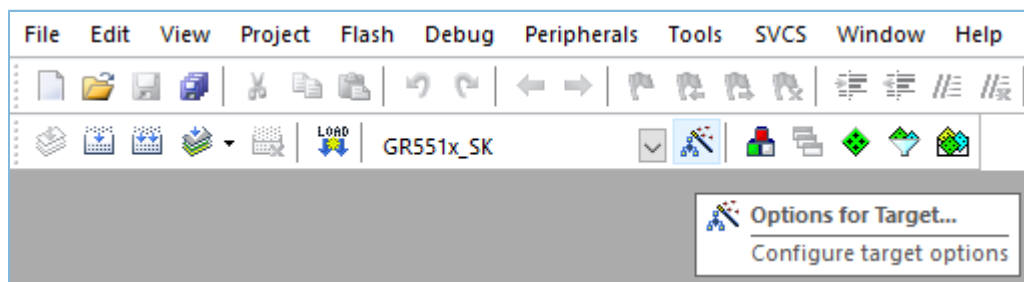 File Edit View Project Flash Debug Peripherals Tools SVCS Window Help
LOAD GR551x_SK
Options for Target...
Configure target options